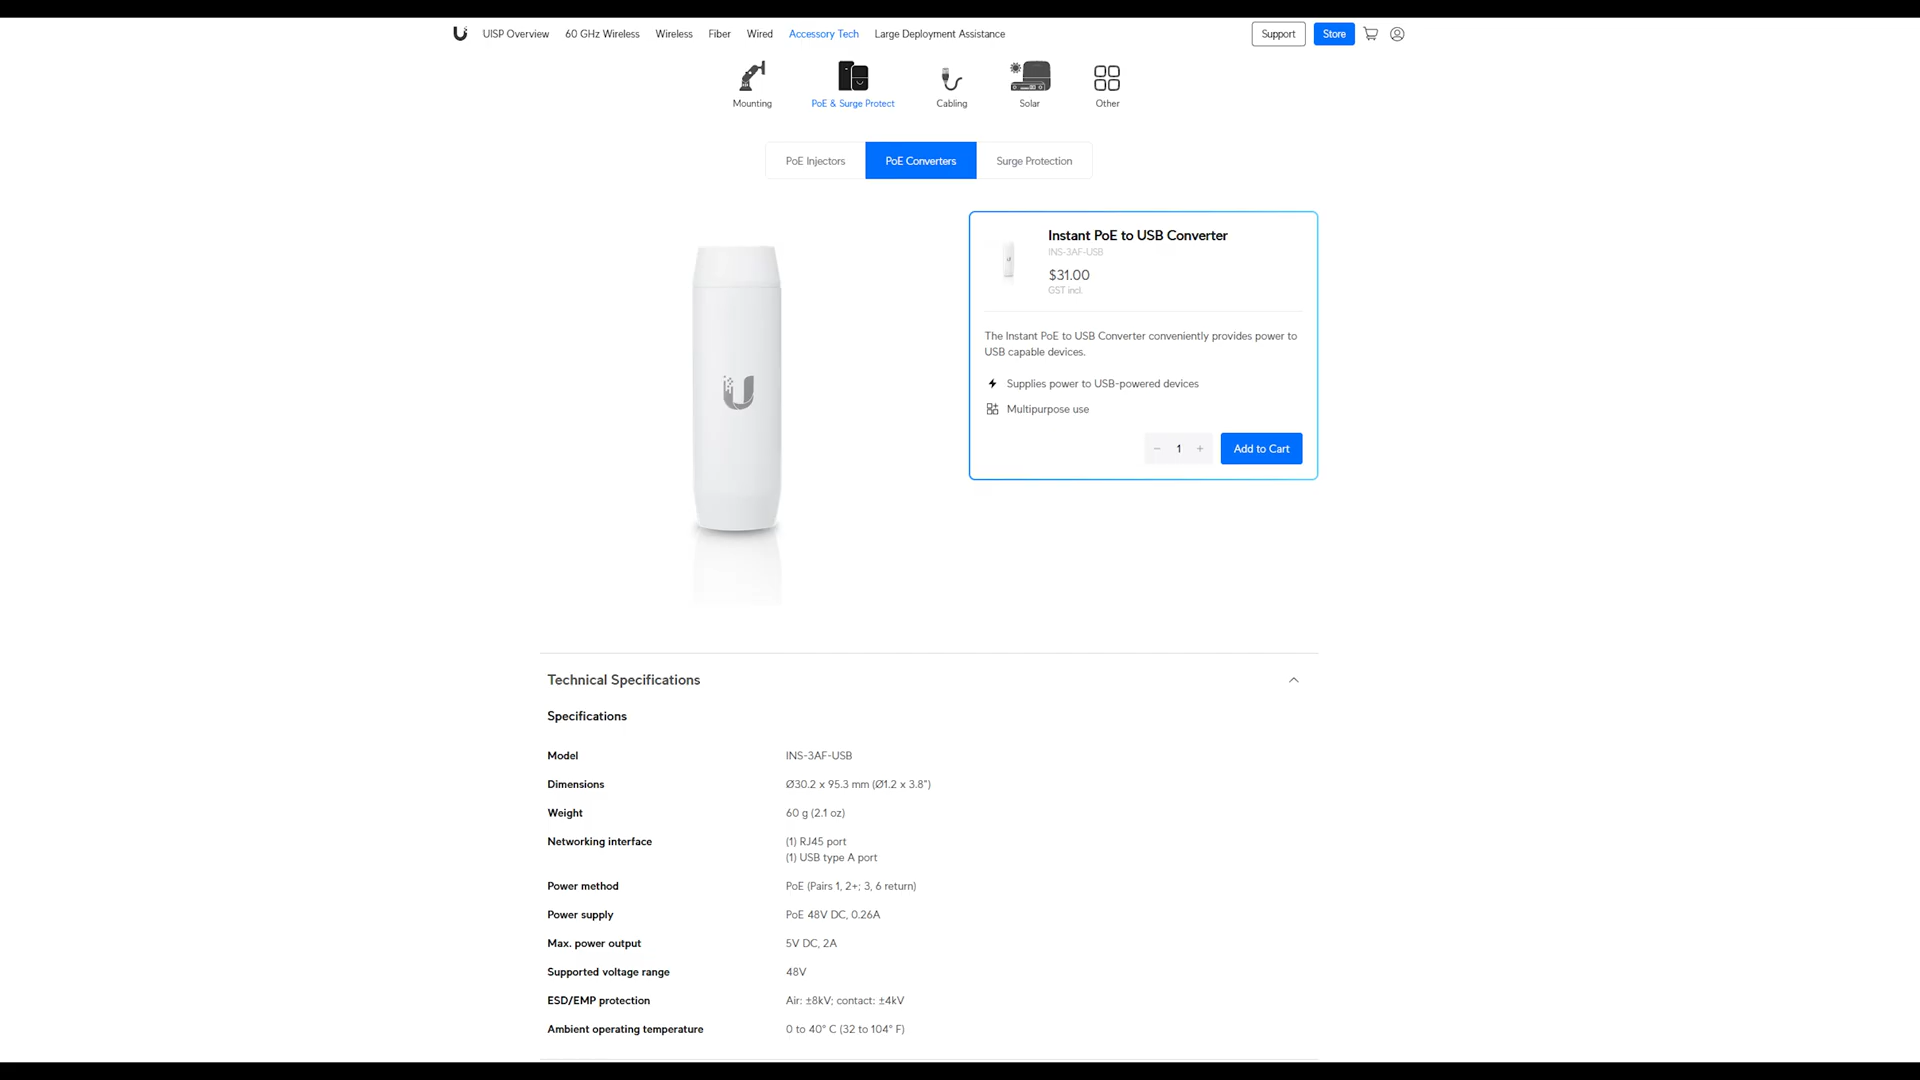 UISP Overview 60 GHz Wireless Wireless Fiber Wired Accessory Tech Large Deployment Assistance Support Store
Mounting PoE & Surge Protect Cabling Solar Other
PoE Injectors PoE Converters Surge Protection
Instant PoE to USB Converter
INS-3AF-USB
$31.00
GST incl.
The Instant PoE to USB Converter conveniently provides power to
USB capable devices.
Supplies power to USB-powered devices
Multipurpose use
− 1 + Add to Cart
Technical Specifications
Specifications
Model INS-3AF-USB
Dimensions Ø30.2 x 95.3 mm (Ø1.2 x 3.8")
Weight 60 g (2.1 oz)
Networking interface (1) RJ45 port
(1) USB type A port
Power method PoE (Pairs 1, 2+; 3, 6 return)
Power supply PoE 48V DC, 0.26A
Max. power output 5V DC, 2A
Supported voltage range 48V
ESD/EMP protection Air: ±8kV; contact: ±4kV
Ambient operating temperature 0 to 40° C (32 to 104° F)